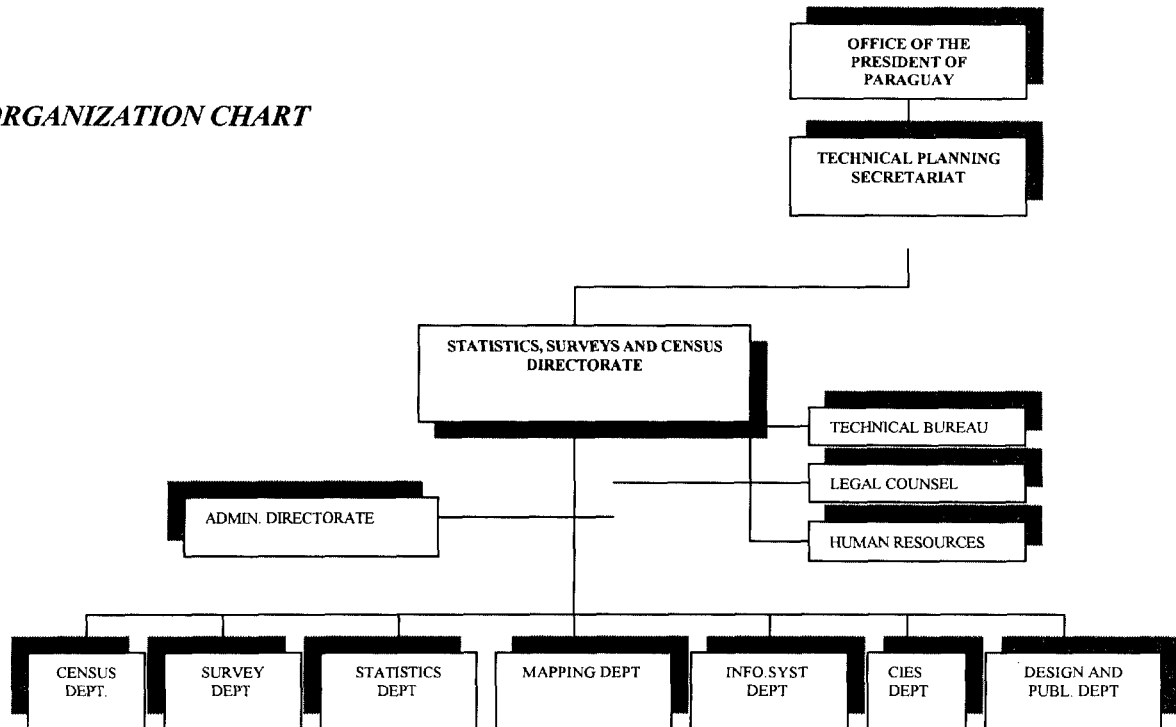 OFFICE OF THE
PRESIDENT OF
PARAGUAY
ORGANIZATION CHART
TECHNICAL PLANNING
SECRETARIAT
STATISTICS, SURVEYS AND CENSUS
DIRECTORATE
TECHNICAL BUREAU
LEGAL COUNSEL
ADMIN. DIRECTORATE
HUMAN RESOURCES
CENSUS
DEPT.
SURVEY
DEPT
STATISTICS
DEPT
MAPPING DEPT
INFO.SYST
DEPT
CIES
DEPT
DESIGN AND
PUBL. DEPT